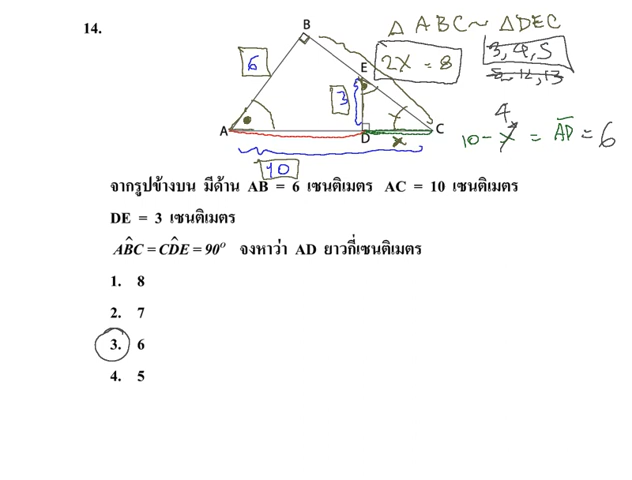 14.
B
△ ABC ~ △DEC
2X = 8
3, 4, 5
5, 12, 13
6
E
3
A
D
C
x
4
10 - x = AD = 6
10
จากรูปข้างบน มีด้าน AB = 6 เซนติเมตร AC = 10 เซนติเมตร
DE = 3 เซนติเมตร
AB̂C = CD̂E = 90⁰ จงหาว่า AD ยาวกี่เซนติเมตร
1. 8
2. 7
3. 6
4. 5